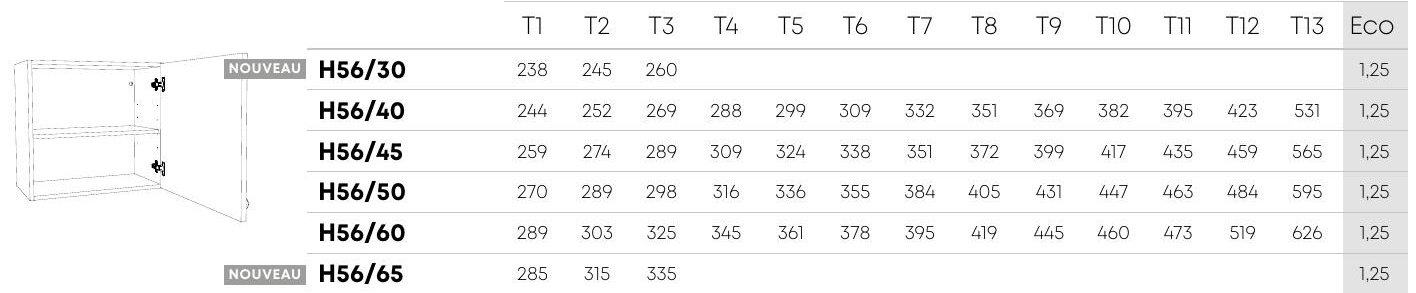 T1 T2 T3 T4 T5 T6 T7 T8 T9 T10 T11 T12 T13 Eco
NOUVEAU H56/30 238 245 260 1,25
H56/40 244 252 269 288 299 309 332 351 369 382 395 423 531 1,25
H56/45 259 274 289 309 324 338 351 372 399 417 435 459 565 1,25
H56/50 270 289 298 316 336 355 384 405 431 447 463 484 595 1,25
H56/60 289 303 325 345 361 378 395 419 445 460 473 519 626 1,25
NOUVEAU H56/65 285 315 335 1,25